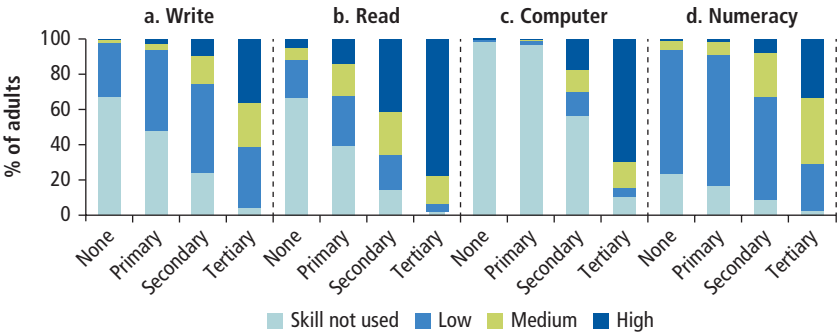 a. Write
b. Read
c. Computer
d. Numeracy
% of adults
100
80
60
40
20
0
None
Primary
Secondary
Tertiary
None
Primary
Secondary
Tertiary
None
Primary
Secondary
Tertiary
None
Primary
Secondary
Tertiary
Skill not used
Low
Medium
High